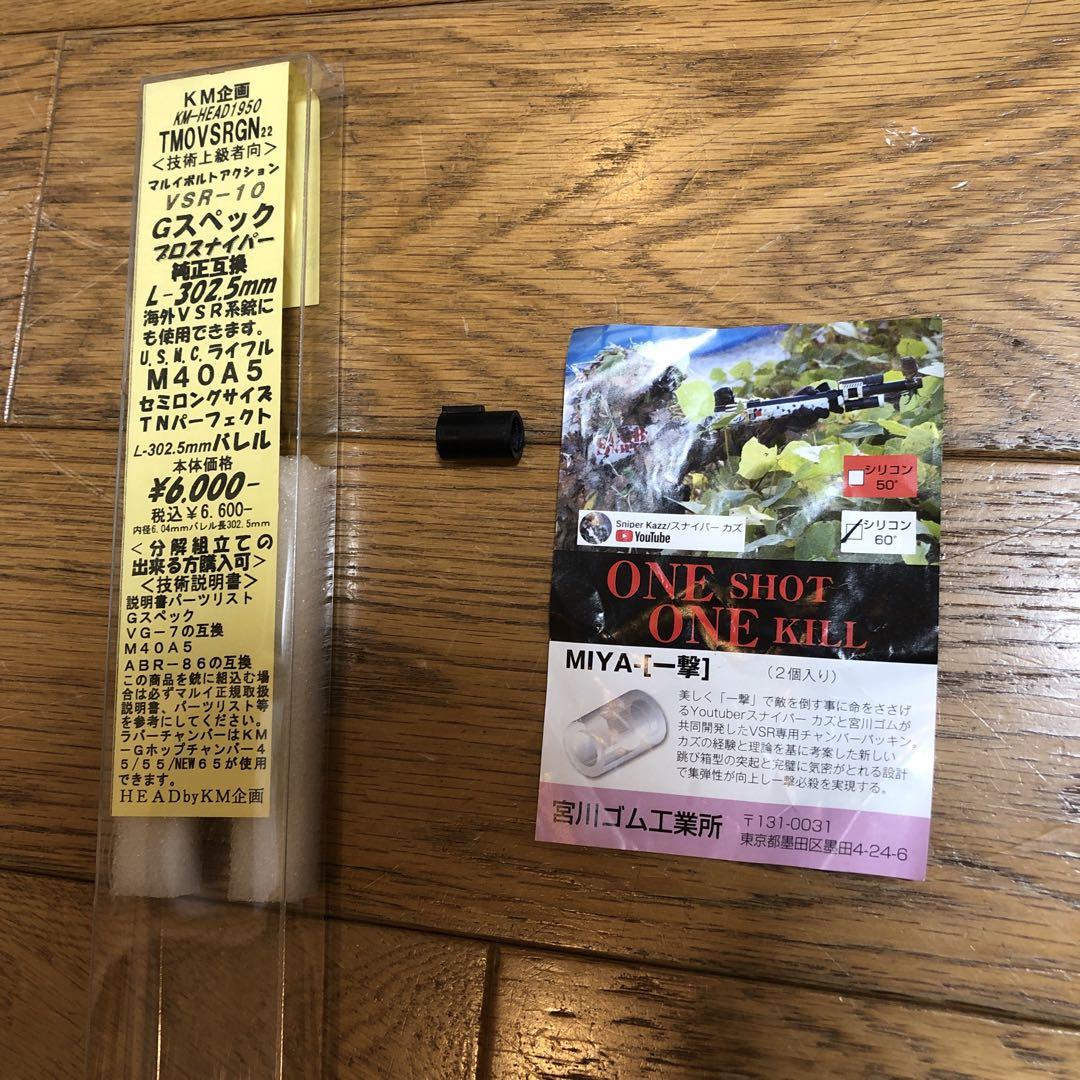 KM企画
KM-HEAD1950
TMOVSRGN22
＜技術上級者向＞
マルイボルトアクション
VSR-10
Gスペック
プロスナイパー
純正互換
L-302.5mm
海外VSR系銃に
も使用できます。
U.S.M.C.ライフル
M40A5
セミロングサイズ
TNパーフェクト
L-302.5mmバレル
本体価格
¥6.000-
税込¥6.600-
内径6.04mmバレル長302.5mm
＜分解組立ての
出来る方購入可＞
＜技術説明書＞
説明書パーツリスト
Gスペック
VG-7の互換
M40A5
ABR-86の互換
この商品を銃に組込む場
合は必ずマルイ正規取扱
説明書、パーツリスト等
を参考にしてください。
ラバーチャンバーはKM
-Gホップチャンバー4
5/55/NEW65が使用
できます。
HEADbyKM企画
シリコン
50°
シリコン
60°
Sniper Kazz/スナイパー カズ
YouTube
ONE SHOT
ONE KILL
MIYA-[一撃]
（2個入り）
美しく「一撃」で敵を倒す事に命をささげ
るYoutuberスナイパー カズと宮川ゴムが
共同開発したVSR専用チャンバーパッキン。
カズの経験と理論を基に考案した新しい
跳び箱型の突起と完璧に気密がとれる設計
で集弾性が向上し一撃必殺を実現する。
宮川ゴム工業所
〒131-0031
東京都墨田区墨田4-24-6